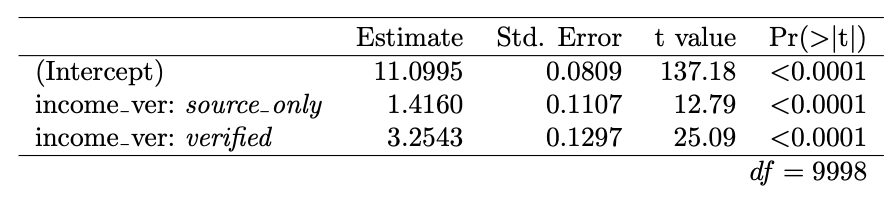 Estimate Std. Error t value Pr(>|t|)
(Intercept) 11.0995 0.0809 137.18 <0.0001
income_ver: source_only 1.4160 0.1107 12.79 <0.0001
income_ver: verified 3.2543 0.1297 25.09 <0.0001
df = 9998